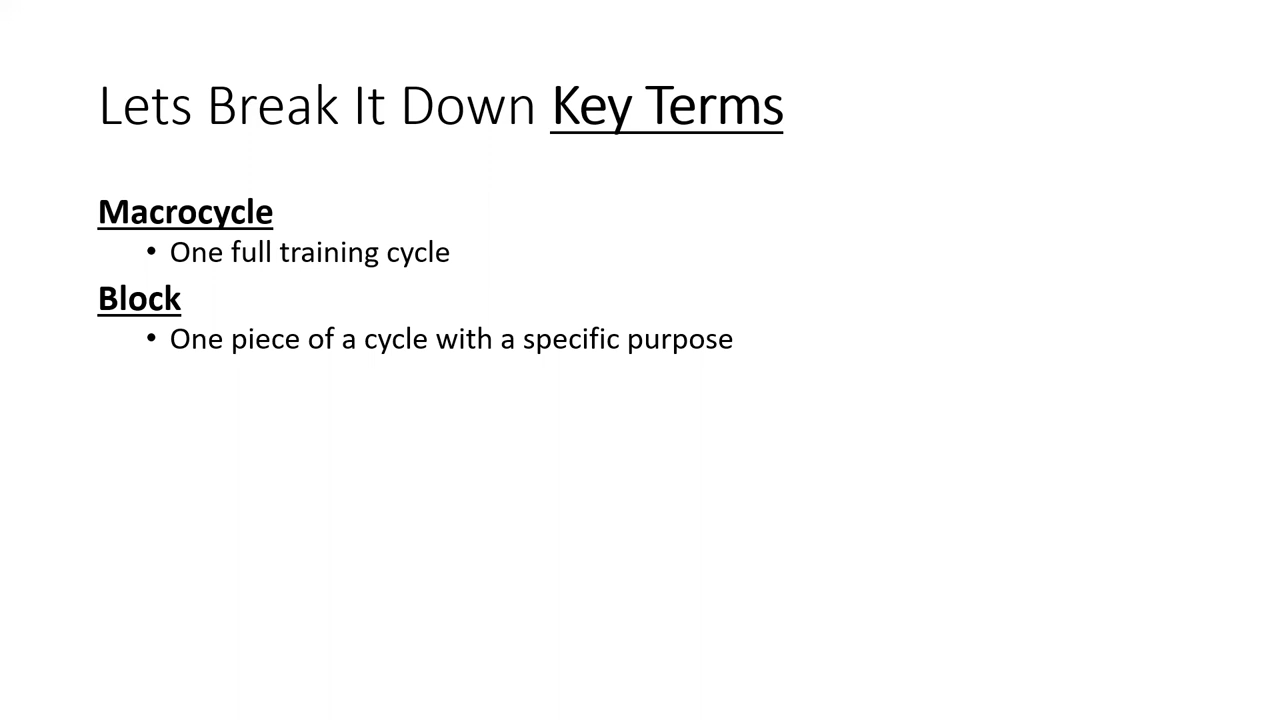 Lets Break It Down Key Terms
Macrocycle
• One full training cycle
Block
• One piece of a cycle with a specific purpose